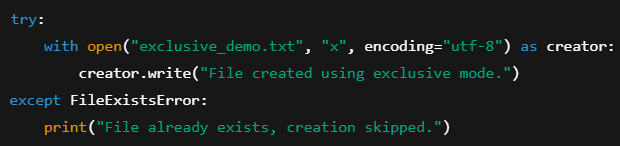 try:
    with open("exclusive_demo.txt", "x", encoding="utf-8") as creator:
        creator.write("File created using exclusive mode.")
except FileExistsError:
    print("File already exists, creation skipped.")